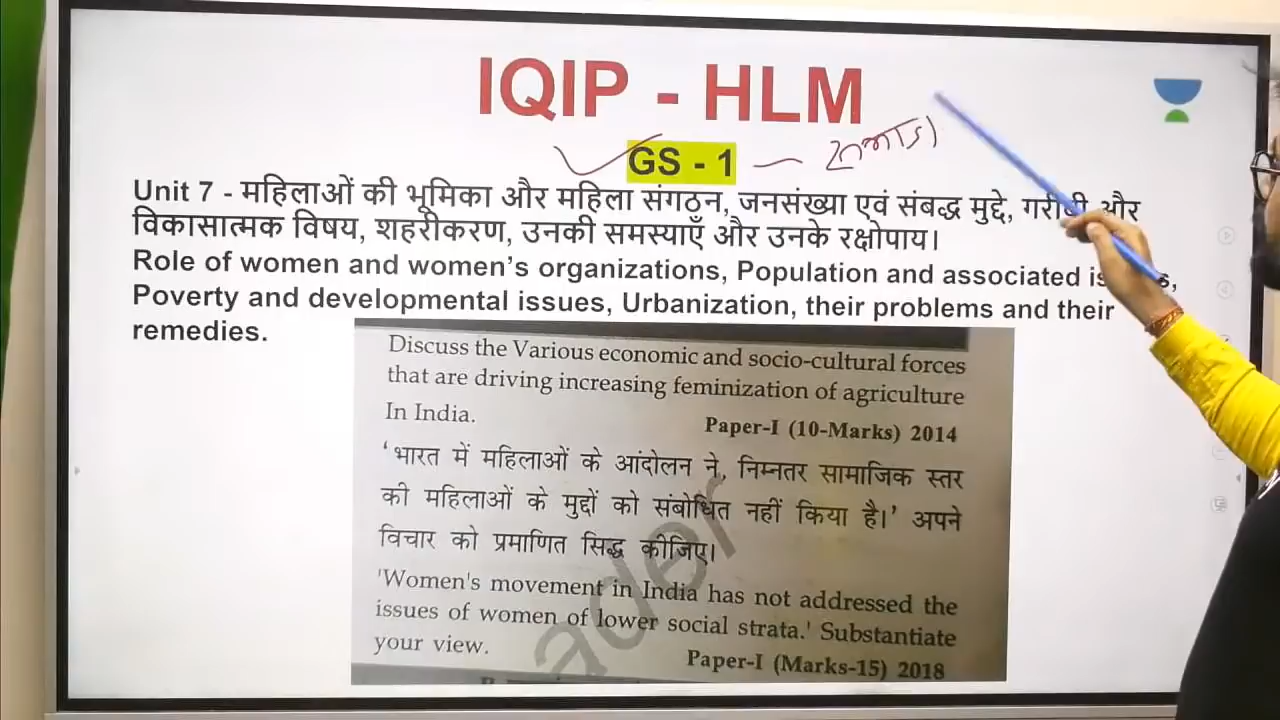 IQIP - HLM
GS - 1
Unit 7 - महिलाओं की भूमिका और महिला संगठन, जनसंख्या एवं संबद्ध मुद्दे, गरीबी और
विकासात्मक विषय, शहरीकरण, उनकी समस्याएँ और उनके रक्षोपाय।
Role of women and women's organizations, Population and associated
Poverty and developmental issues, Urbanization, their problems and their
remedies.
Discuss the Various economic and socio-cultural forces
that are driving increasing feminization of agriculture
In India.
Paper-I (10-Marks) 2014
'भारत में महिलाओं के आंदोलन ने, निम्नतर सामाजिक स्तर
की महिलाओं के मुद्दों को संबोधित नहीं किया है।' अपने
विचार को प्रमाणित सिद्ध कीजिए।
'Women's movement in India has not addressed the
issues of women of lower social strata.' Substantiate
your view.
Paper-I (Marks-15) 2018